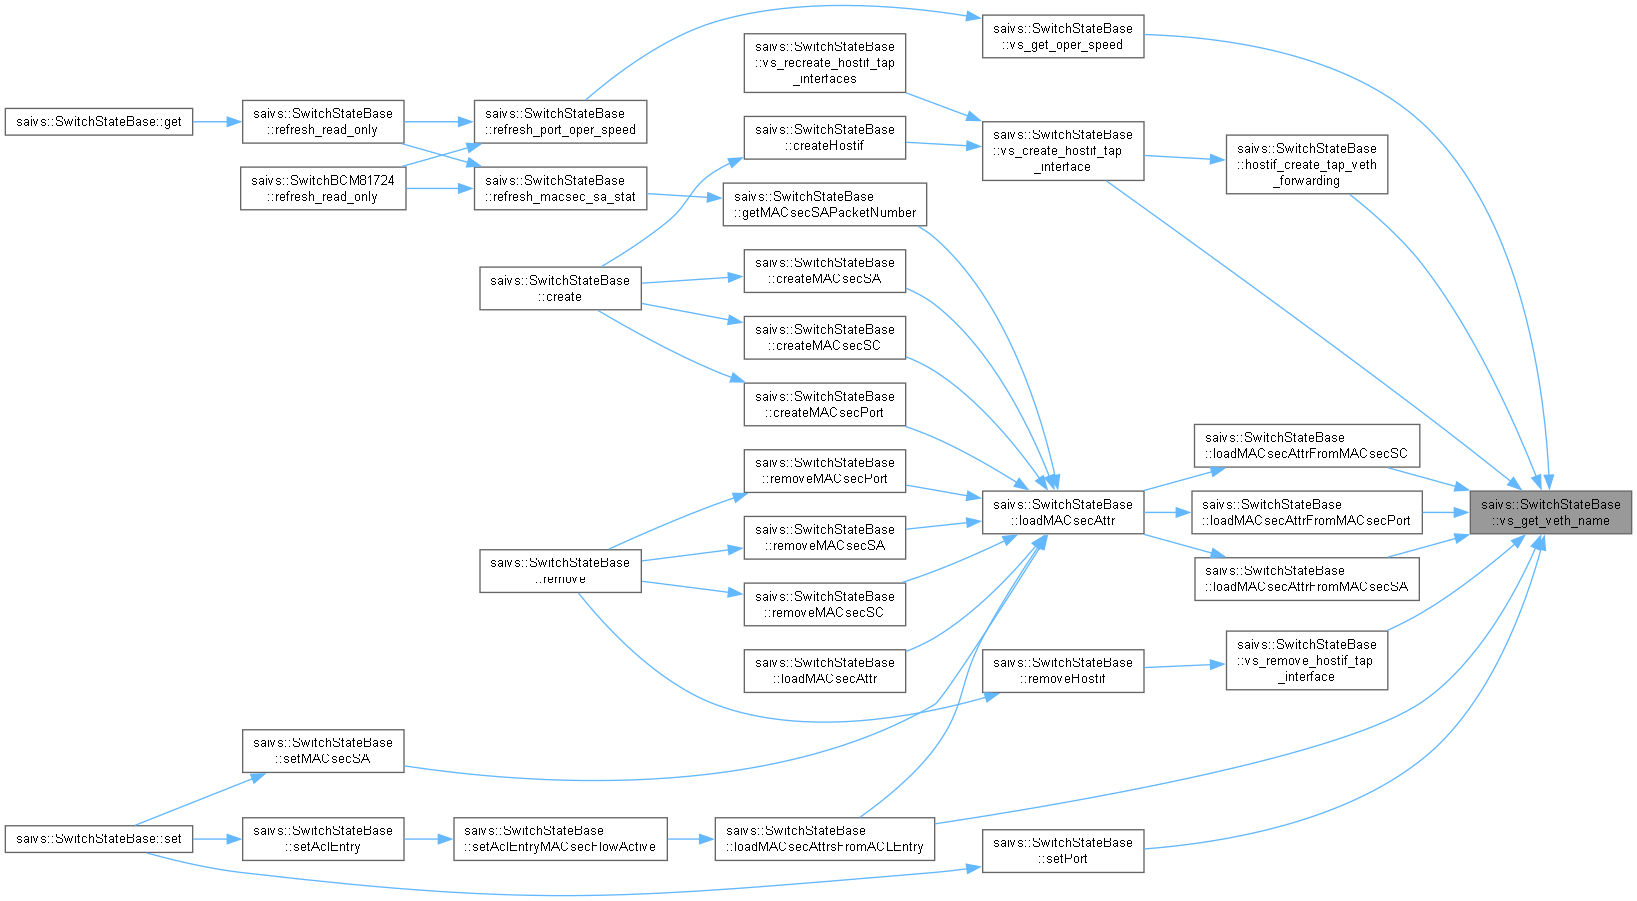 saivs::SwitchStateBase
::vs_get_oper_speed
saivs::SwitchStateBase
::vs_recreate_hostif_tap
_interfaces
saivs::SwitchStateBase::get
saivs::SwitchStateBase
::refresh_read_only
saivs::SwitchStateBase
::refresh_port_oper_speed
saivs::SwitchStateBase
::createHostif
saivs::SwitchStateBase
::vs_create_hostif_tap
_interface
saivs::SwitchStateBase
::hostif_create_tap_veth
_forwarding
saivs::SwitchBCM81724
::refresh_read_only
saivs::SwitchStateBase
::refresh_macsec_sa_stat
saivs::SwitchStateBase
::getMACsecSAPacketNumber
saivs::SwitchStateBase
::createMACsecSA
saivs::SwitchStateBase
::create
saivs::SwitchStateBase
::createMACsecSC
saivs::SwitchStateBase
::createMACsecPort
saivs::SwitchStateBase
::loadMACsecAttrFromMACsecSC
saivs::SwitchStateBase
::removeMACsecPort
saivs::SwitchStateBase
::loadMACsecAttr
saivs::SwitchStateBase
::loadMACsecAttrFromMACsecPort
saivs::SwitchStateBase
::vs_get_veth_name
saivs::SwitchStateBase
::removeMACsecSA
saivs::SwitchStateBase
::remove
saivs::SwitchStateBase
::loadMACsecAttrFromMACsecSA
saivs::SwitchStateBase
::removeMACsecSC
saivs::SwitchStateBase
::loadMACsecAttr
saivs::SwitchStateBase
::removeHostif
saivs::SwitchStateBase
::vs_remove_hostif_tap
_interface
saivs::SwitchStateBase
::setMACsecSA
saivs::SwitchStateBase::set
saivs::SwitchStateBase
::setAclEntry
saivs::SwitchStateBase
::setAclEntryMACsecFlowActive
saivs::SwitchStateBase
::loadMACsecAttrsFromACLEntry
saivs::SwitchStateBase
::setPort